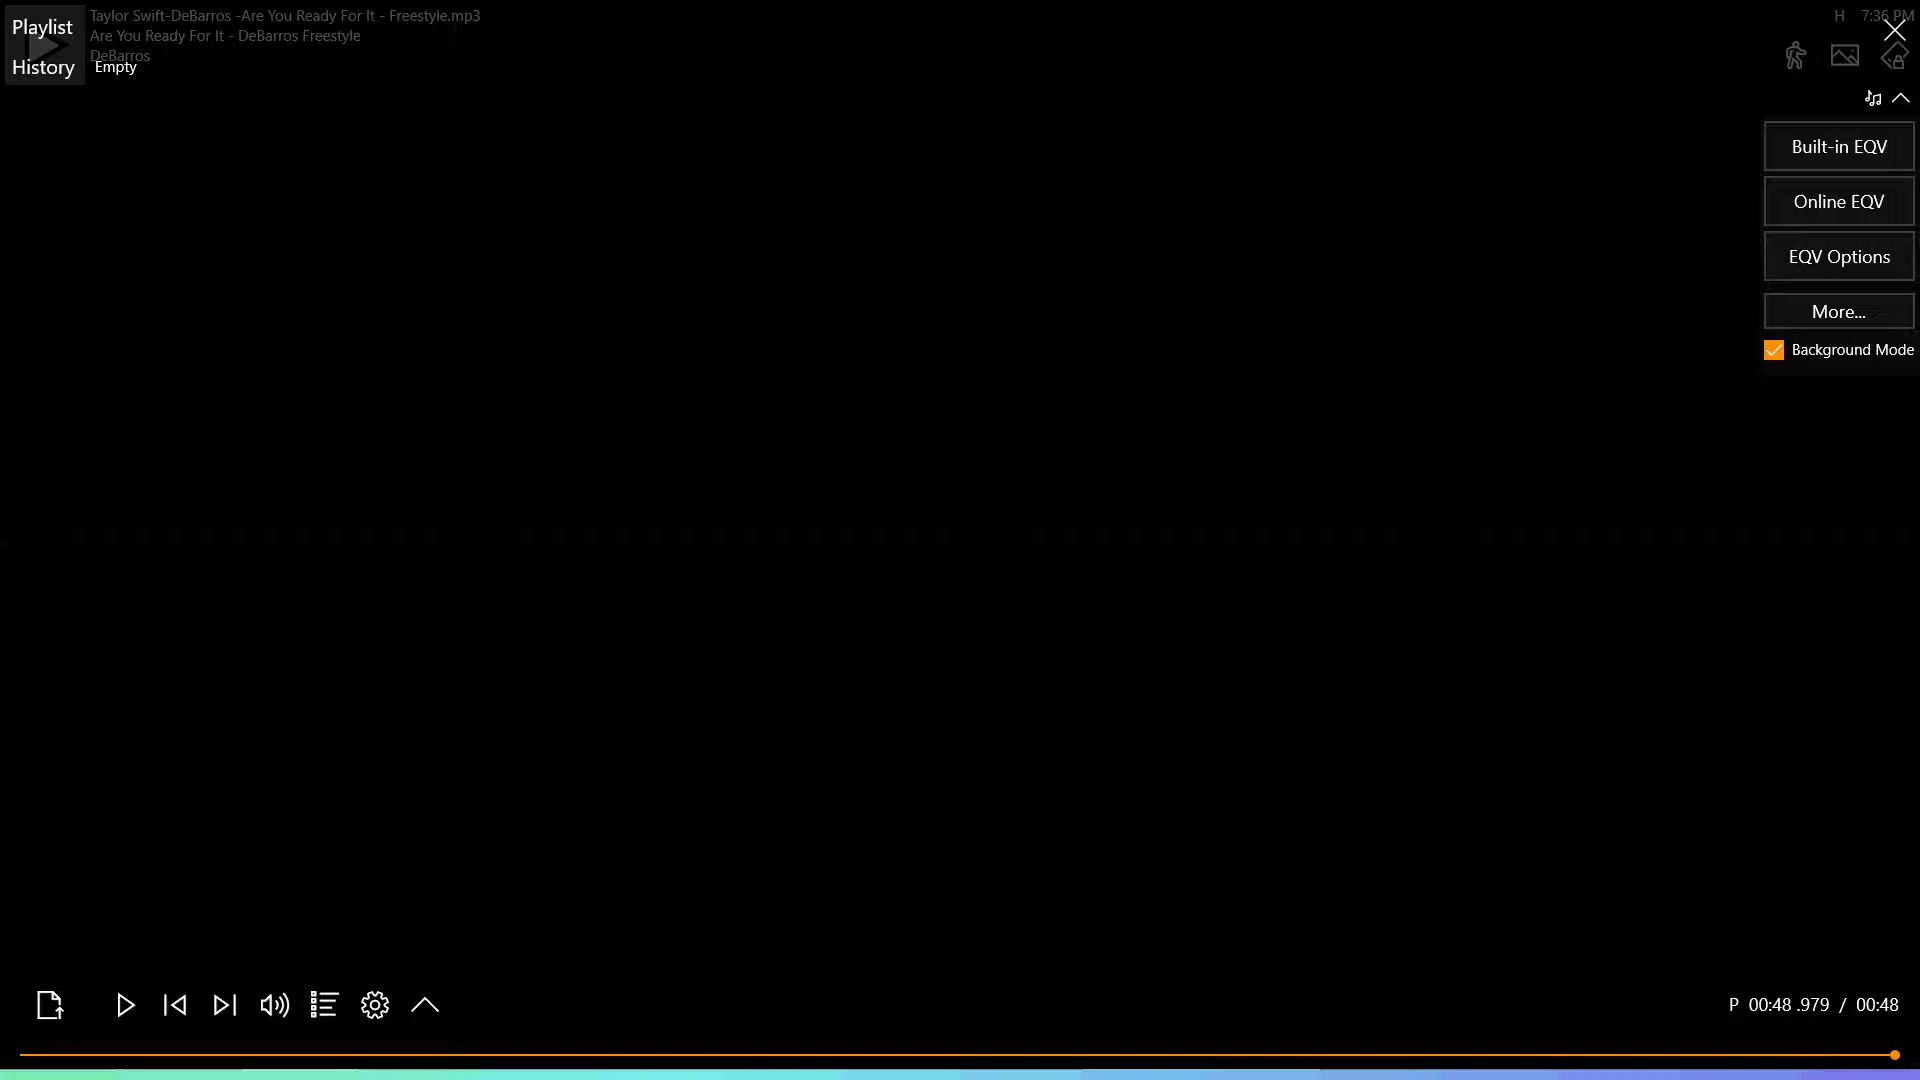 Playlist
Taylor Swift-DeBarros -Are You Ready For It - Freestyle.mp3
Are You Ready For It - DeBarros Freestyle
DeBarros
History
Empty
H 7:36 PM
Built-in EQV
Online EQV
EQV Options
More...
Background Mode
P 00:48 .979 / 00:48